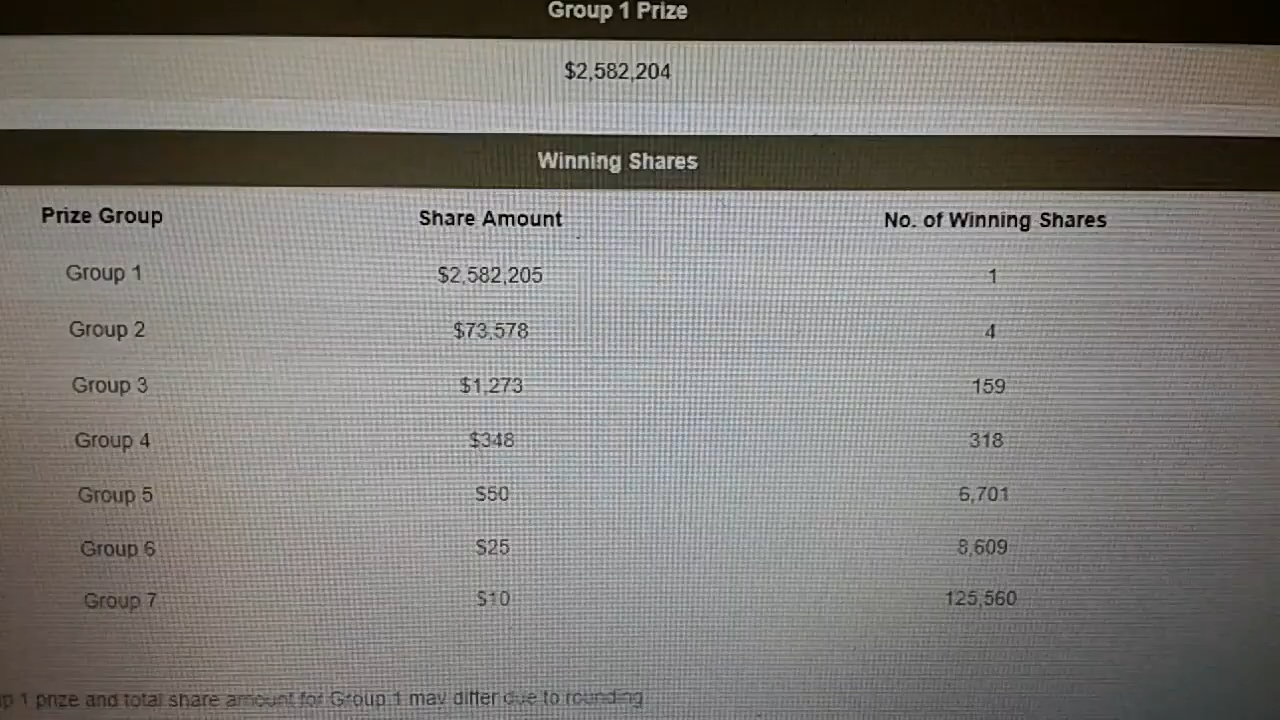 Group 1 Prize
$2,582,204
Winning Shares
Prize Group Share Amount No. of Winning Shares
Group 1 $2,582,205 1
Group 2 $73,578 4
Group 3 $1,273 159
Group 4 $348 318
Group 5 $50 6,701
Group 6 $25 8,609
Group 7 $10 125,560
p 1 prize and total share amount for Group 1 may differ due to rounding